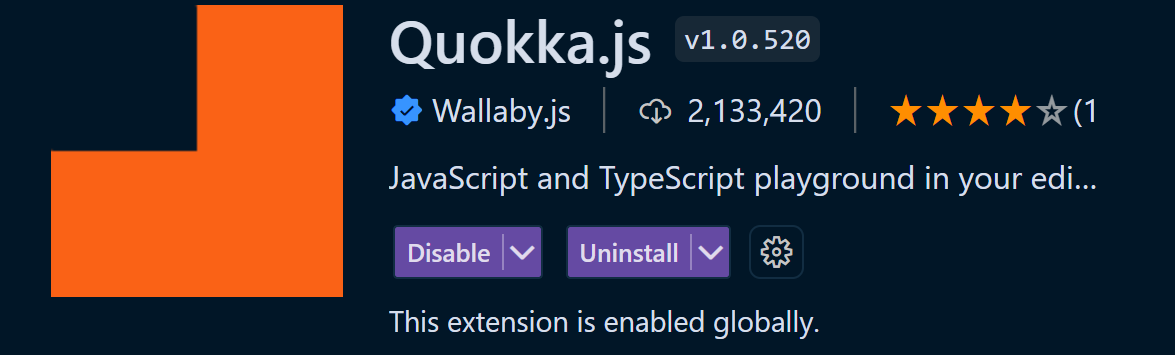 Quokka.js v1.0.520
Wallaby.js 2,133,420 (1
JavaScript and TypeScript playground in your edi...
Disable Uninstall
This extension is enabled globally.